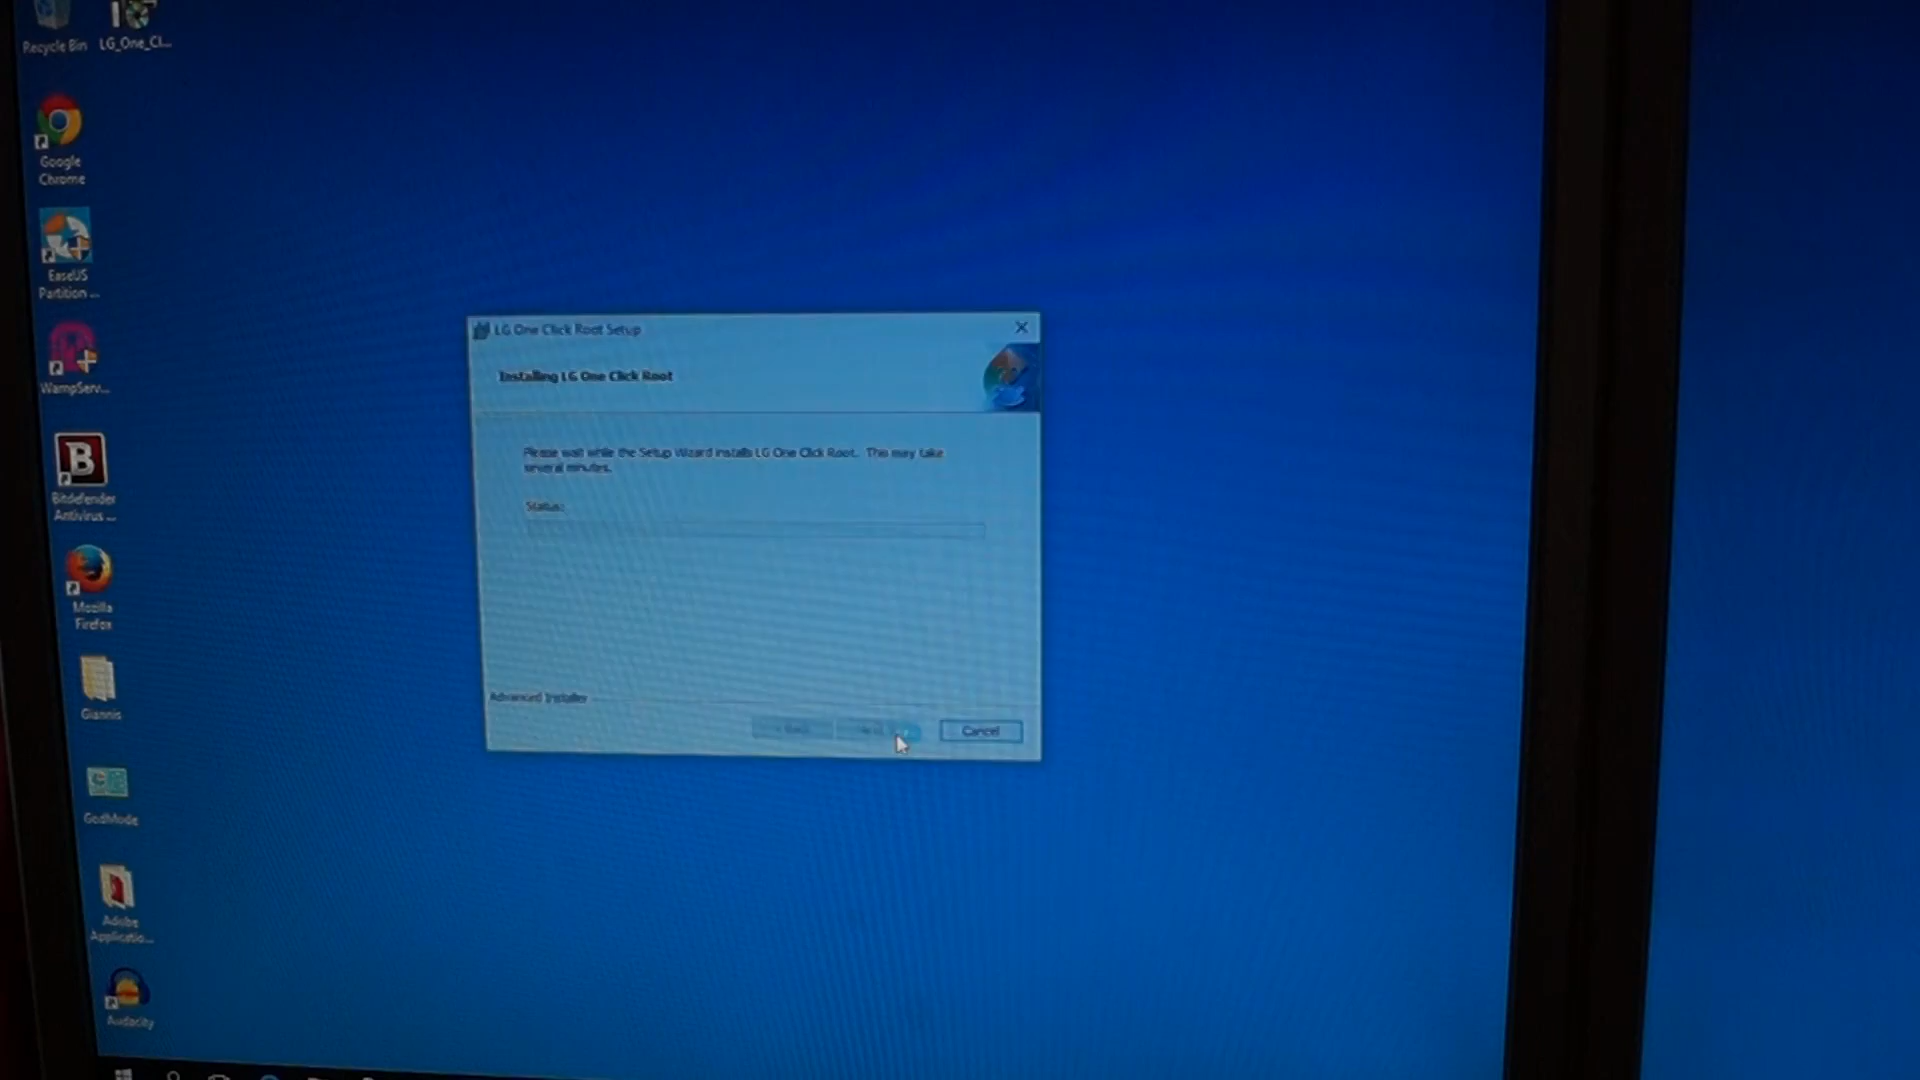 Recycle Bin
LG_One_Cl...
Google
Chrome
EaseUS
Partition ...
WampServ...
B
Bitdefender
Antivirus ...
Mozilla
Firefox
Giannis
GodMode
Adobe
Applicatio...
Audacity
LG One Click Root Setup
Installing LG One Click Root
Please wait while the Setup Wizard installs LG One Click Root. This may take
several minutes.
Status:
Advanced Installer
Cancel